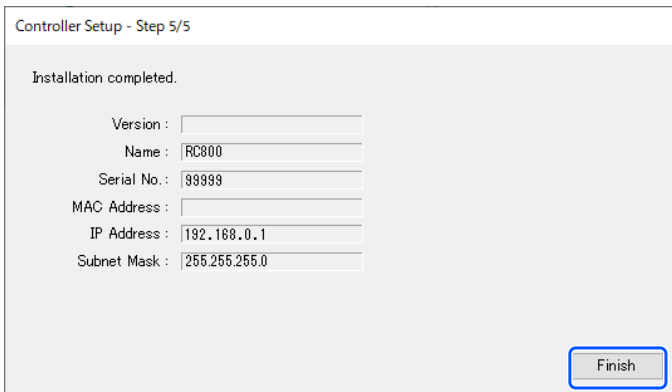 Controller Setup - Step 5/5
Installation completed.
Version :
Name : RC800
Serial No. : 99999
MAC Address :
IP Address : 192.168.0.1
Subnet Mask : 255.255.255.0
Finish